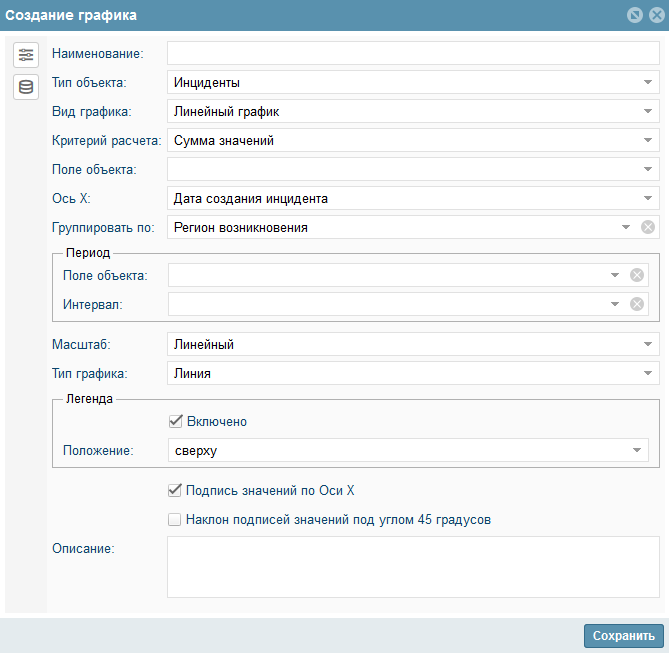 Создание графика
Наименование:
Тип объекта: Инциденты
Вид графика: Линейный график
Критерий расчета: Сумма значений
Поле объекта:
Ось X: Дата создания инцидента
Группировать по: Регион возникновения
Период
Поле объекта:
Интервал:
Масштаб: Линейный
Тип графика: Линия
Легенда
Включено
Положение: сверху
Подпись значений по Оси X
Наклон подписей значений под углом 45 градусов
Описание:
Сохранить